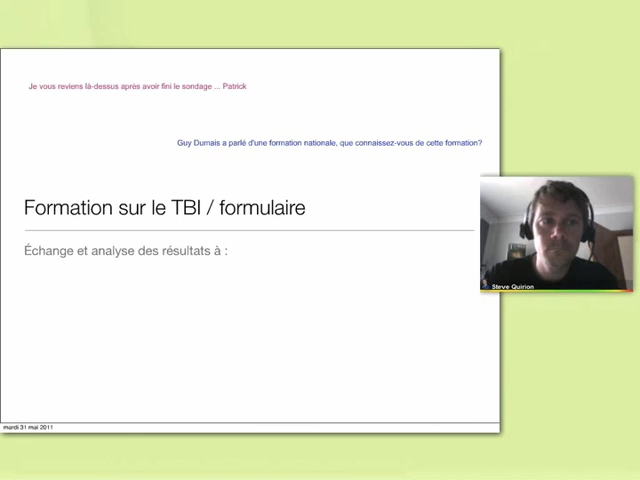 Je vous reviens là-dessus après avoir fini le sondage ... Patrick
Guy Dumais a parlé d'une formation nationale, que connaissez-vous de cette formation?
Formation sur le TBI / formulaire
Échange et analyse des résultats à :
Steve Quirion
mardi 31 mai 2011